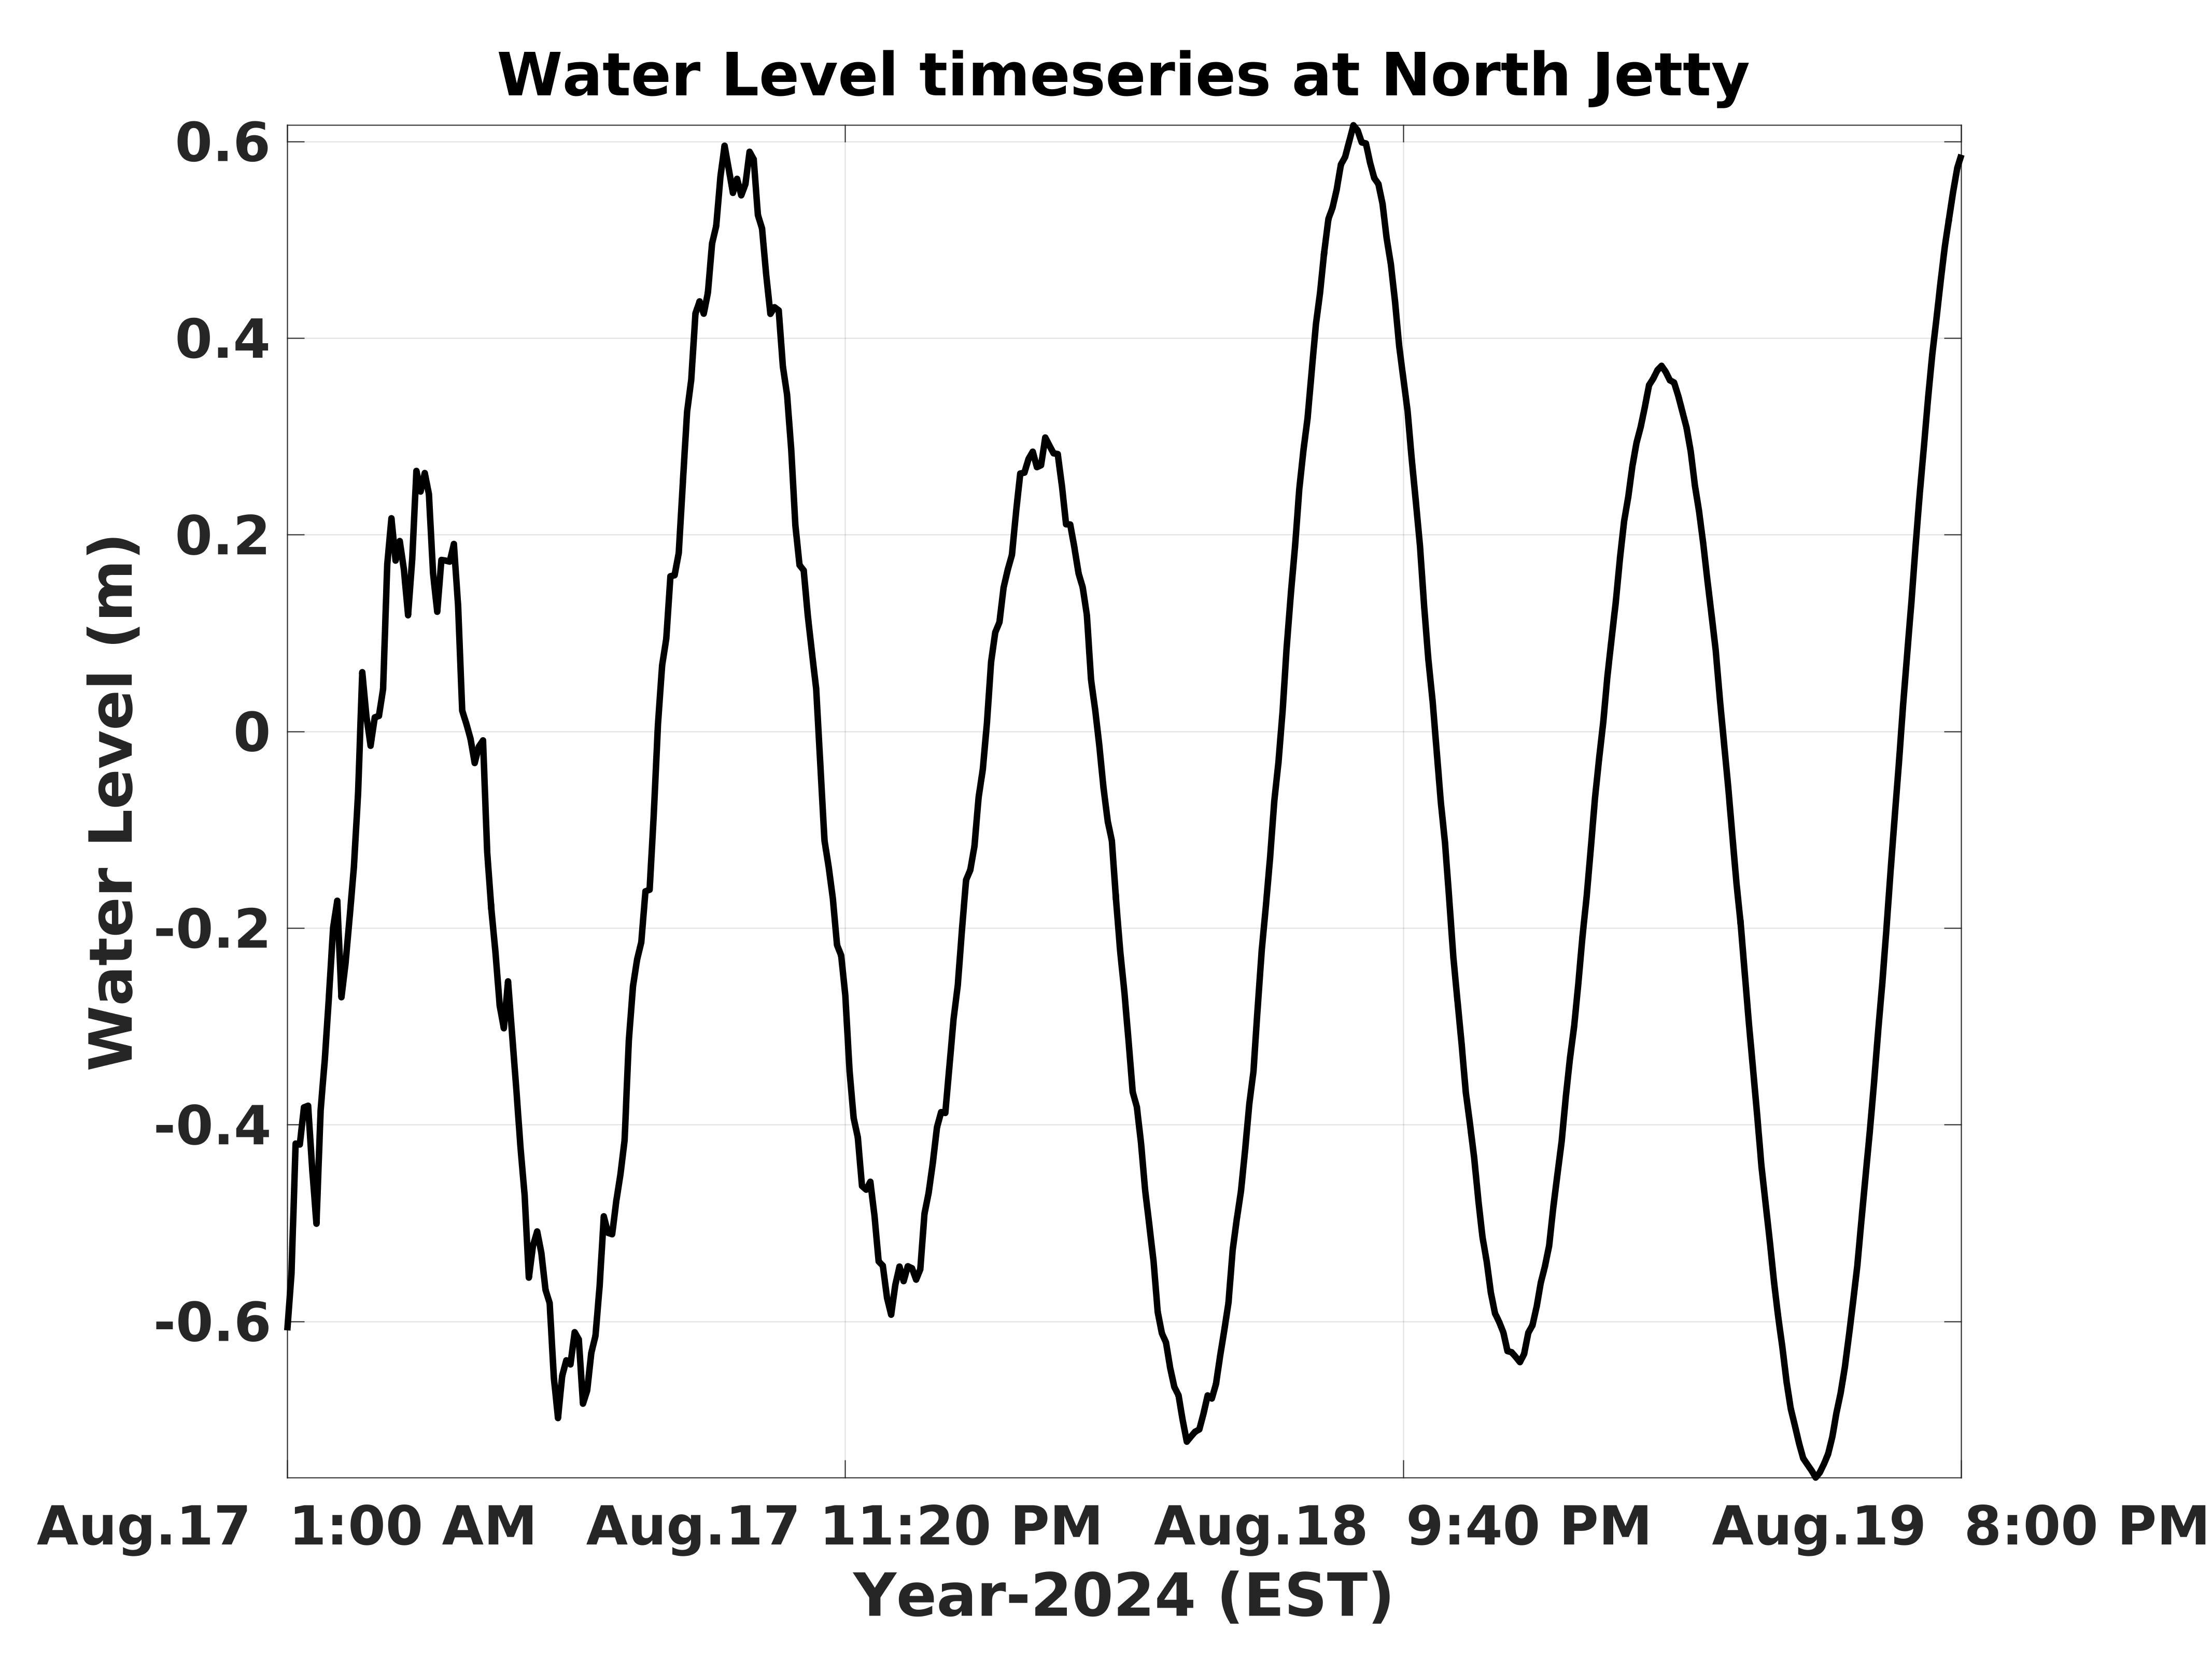 Water Level timeseries at North Jetty
Water Level (m)
0.6
0.4
0.2
0
-0.2
-0.4
-0.6
Aug.17 1:00 AM Aug.17 11:20 PM Aug.18 9:40 PM Aug.19 8:00 PM
Year-2024 (EST)